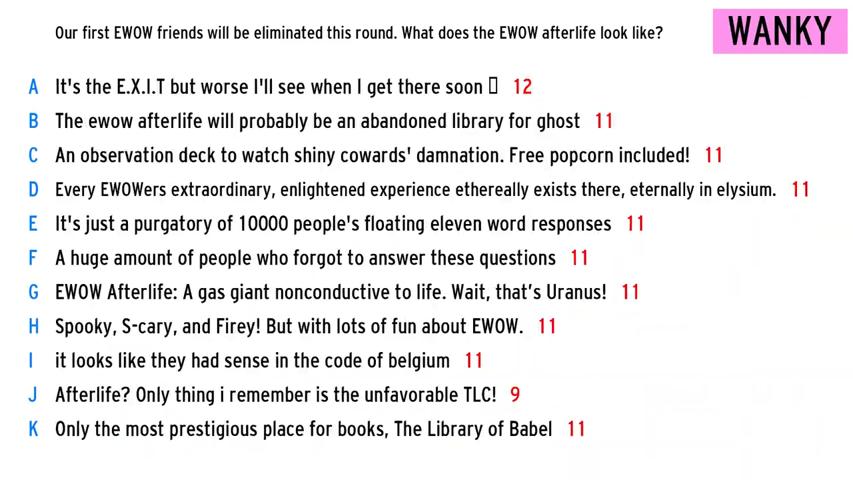 Our first EWOW friends will be eliminated this round. What does the EWOW afterlife look like?
WANKY
A It's the E.X.I.T but worse I'll see when I get there soon ▯ 12
B The ewow afterlife will probably be an abandoned library for ghost 11
C An observation deck to watch shiny cowards' damnation. Free popcorn included! 11
D Every EWOWers extraordinary, enlightened experience ethereally exists there, eternally in elysium. 11
E It's just a purgatory of 10000 people's floating eleven word responses 11
F A huge amount of people who forgot to answer these questions 11
G EWOW Afterlife: A gas giant nonconductive to life. Wait, that’s Uranus! 11
H Spooky, S-cary, and Firey! But with lots of fun about EWOW. 11
I it looks like they had sense in the code of belgium 11
J Afterlife? Only thing i remember is the unfavorable TLC! 9
K Only the most prestigious place for books, The Library of Babel 11